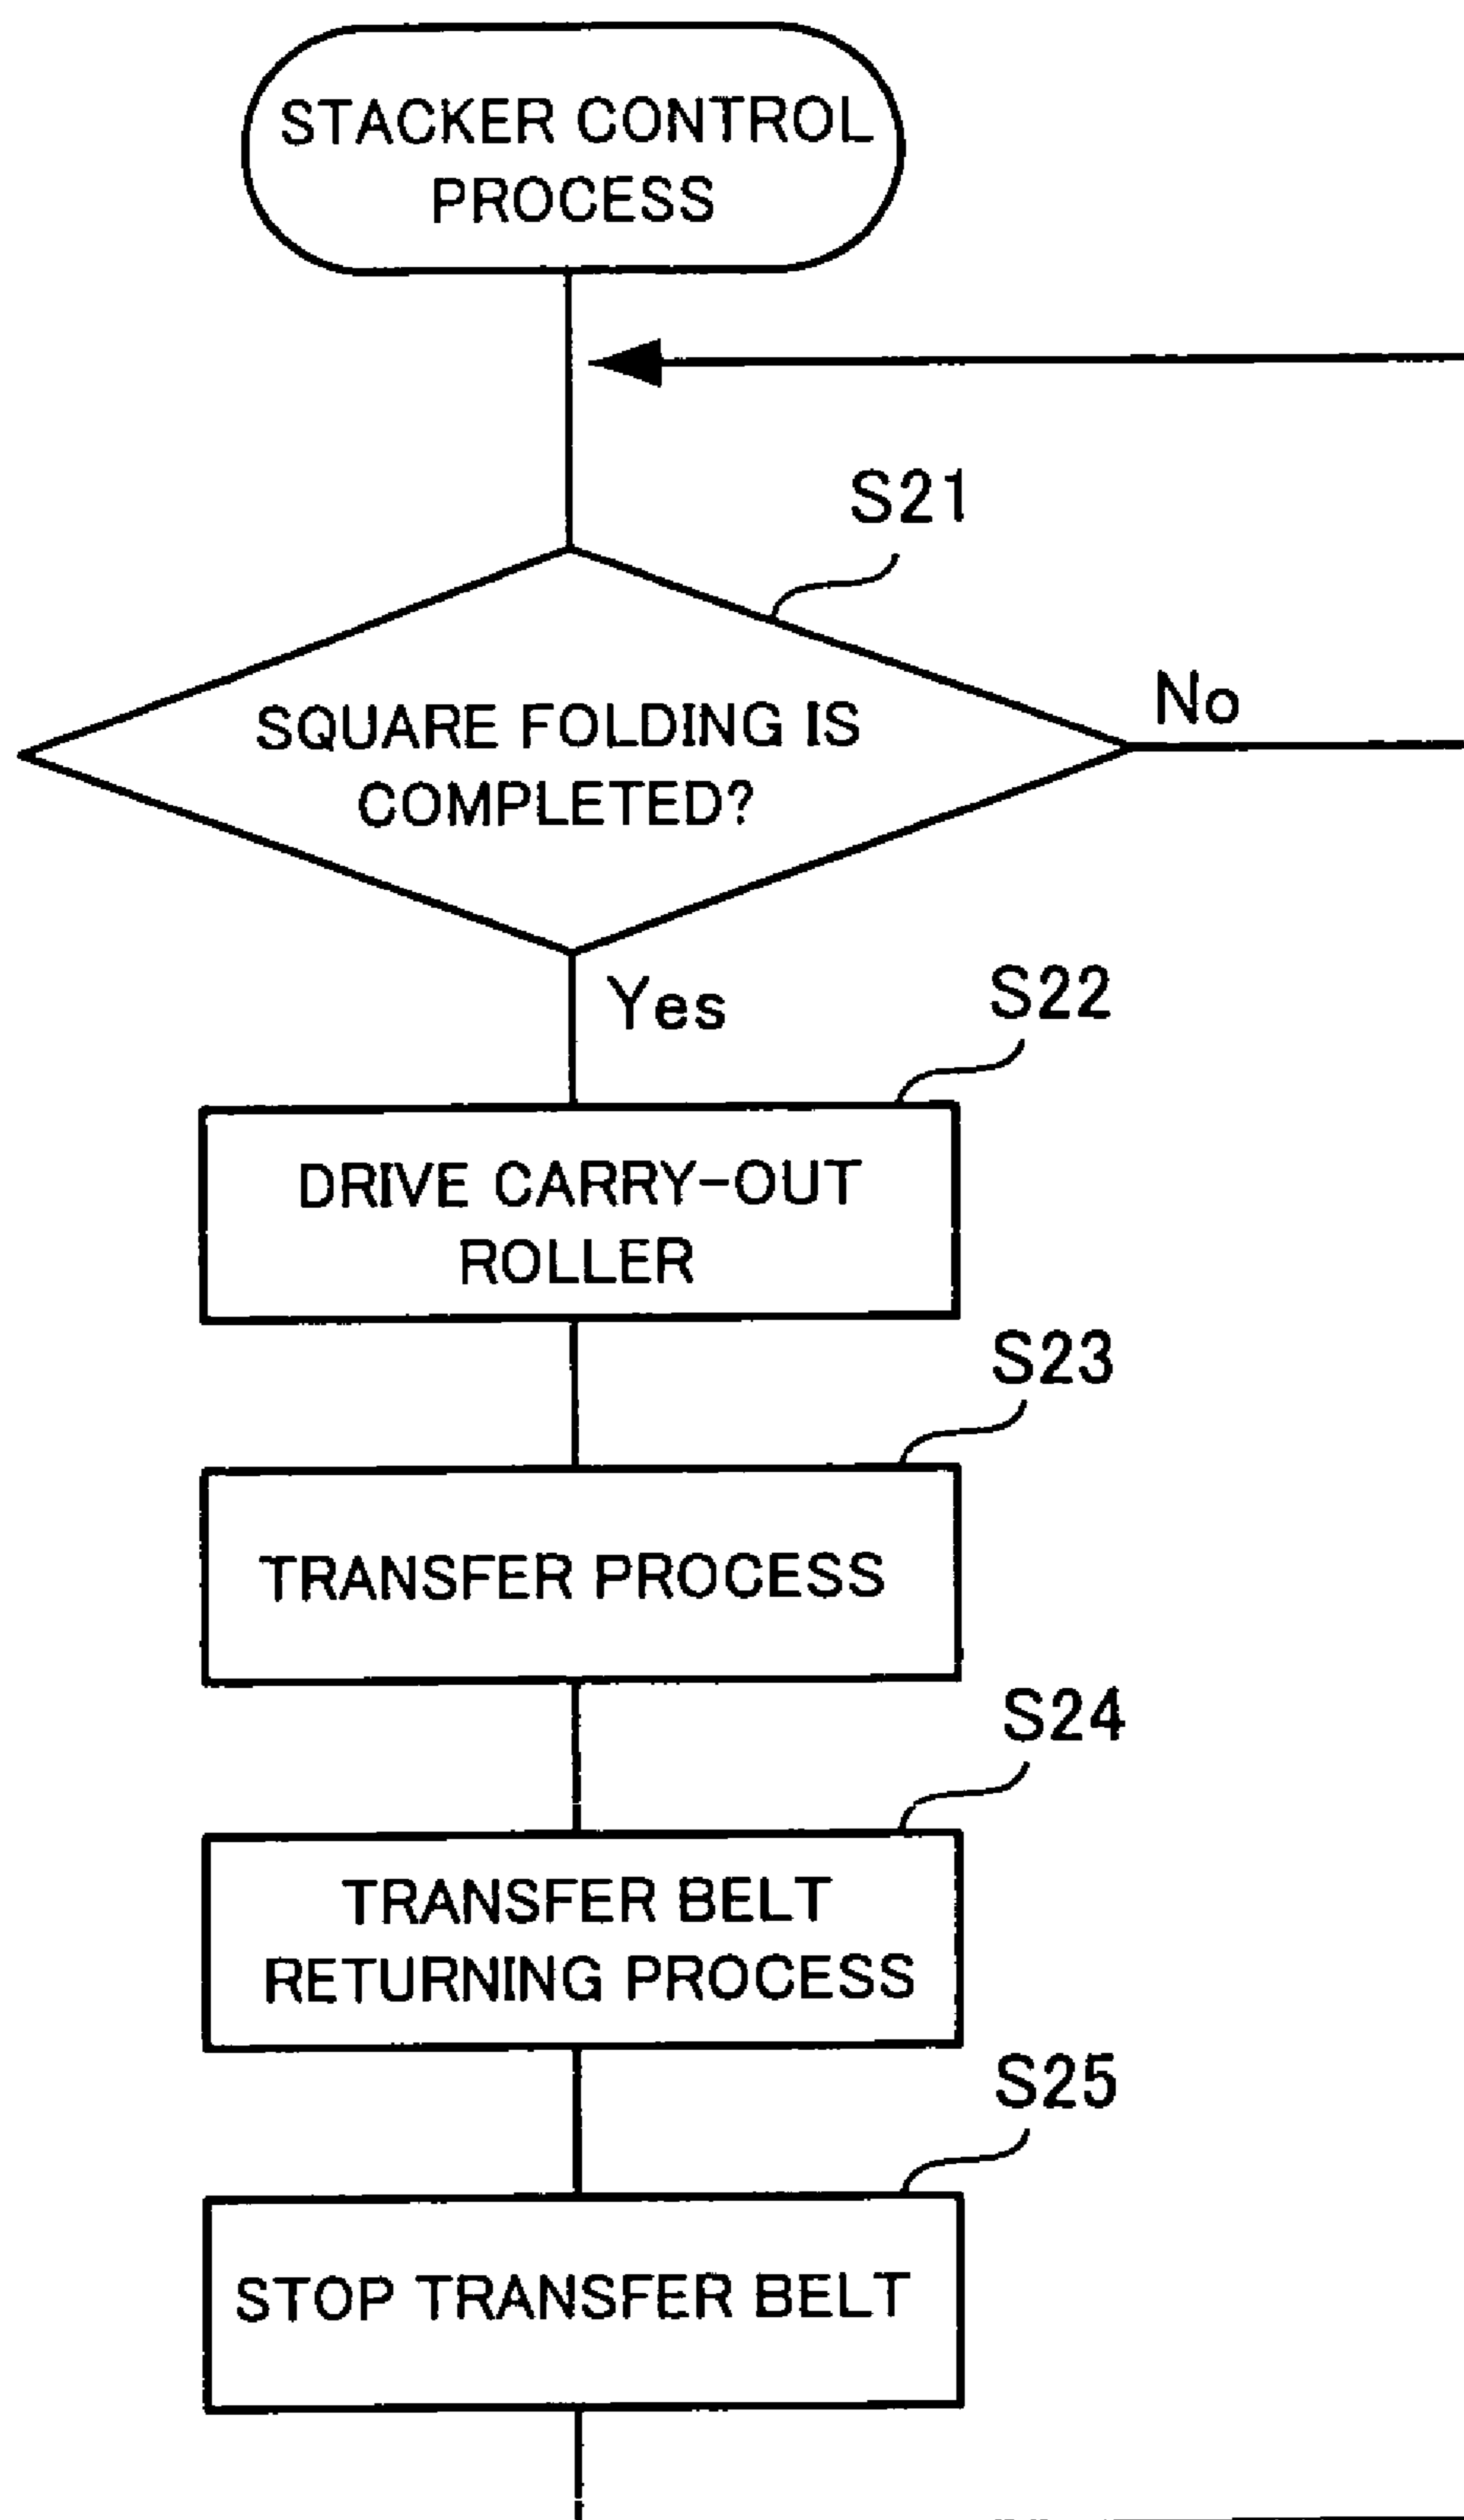 STACKER CONTROL
PROCESS
S21
SQUARE FOLDING IS
COMPLETED?
No
Yes
S22
DRIVE CARRY-OUT
ROLLER
S23
TRANSFER PROCESS
S24
TRANSFER BELT
RETURNING PROCESS
S25
STOP TRANSFER BELT